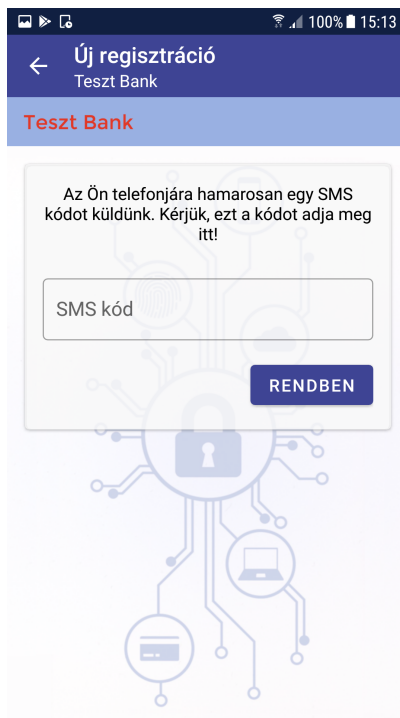 100% 15:13
Új regisztráció
Teszt Bank
Teszt Bank
Az Ön telefonjára hamarosan egy SMS
kódot küldünk. Kérjük, ezt a kódot adja meg
itt!
SMS kód
RENDBEN